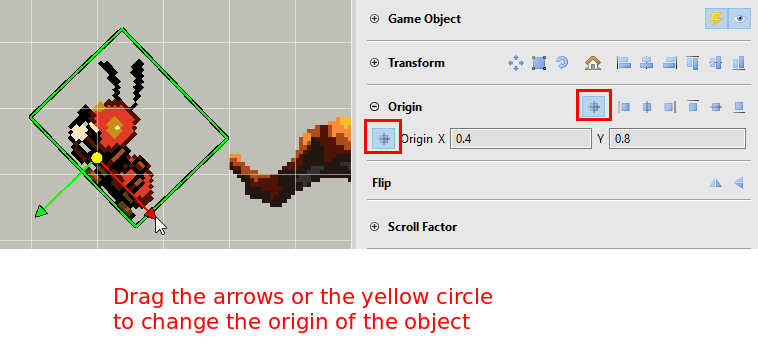 Game Object
Transform
Origin
Origin X 0.4 Y 0.8
Flip
Scroll Factor
Drag the arrows or the yellow circle
to change the origin of the object